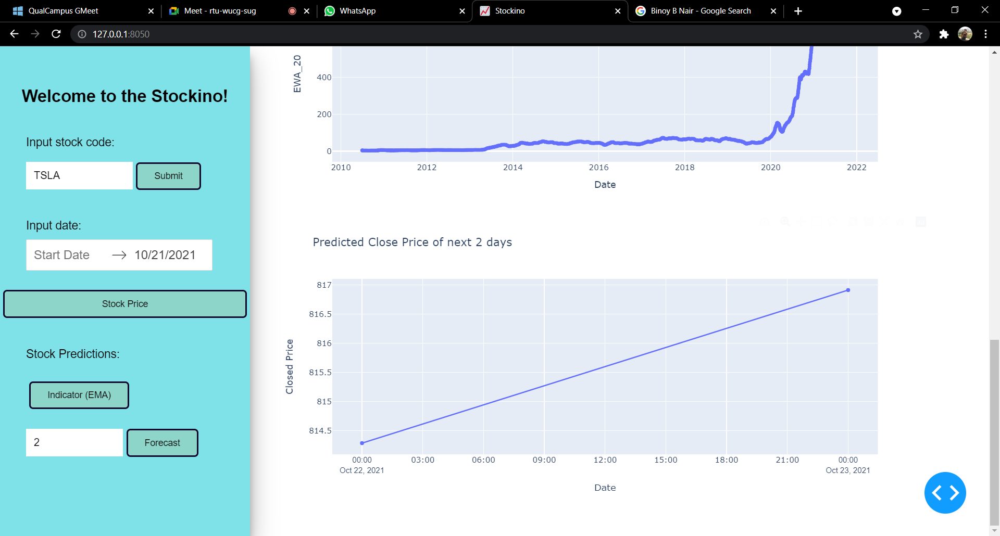 QualCampus GMeet
Meet - rtu-wucg-sug
WhatsApp
Stockino
Binoy B Nair - Google Search
127.0.0.1:8050
Welcome to the Stockino!
Input stock code:
TSLA
Submit
Input date:
Start Date
10/21/2021
Stock Price
Stock Predictions:
Indicator (EMA)
2
Forecast
EWA_20
400
200
0
2010
2012
2014
2016
2018
2020
2022
Date
Predicted Close Price of next 2 days
Closed Price
817
816.5
816
815.5
815
814.5
00:00
03:00
06:00
09:00
12:00
15:00
18:00
21:00
00:00
Oct 22, 2021
Oct 23, 2021
Date